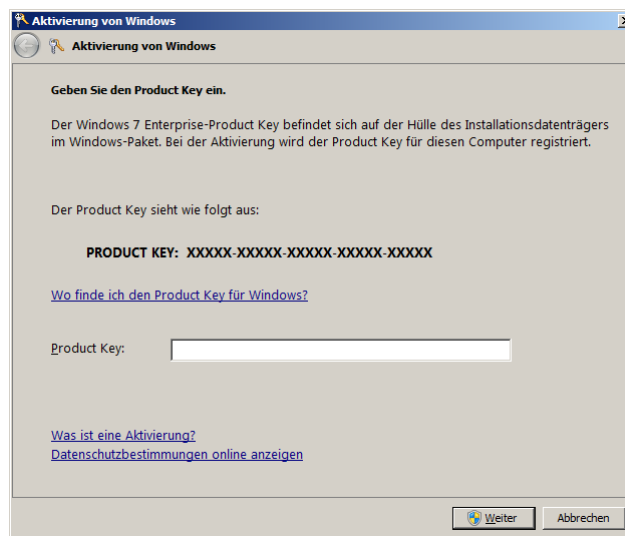 Aktivierung von Windows
Aktivierung von Windows
Geben Sie den Product Key ein.
Der Windows 7 Enterprise-Product Key befindet sich auf der Hülle des Installationsdatenträgers
im Windows-Paket. Bei der Aktivierung wird der Product Key für diesen Computer registriert.
Der Product Key sieht wie folgt aus:
PRODUCT KEY: XXXXX-XXXXX-XXXXX-XXXXX-XXXXX
Wo finde ich den Product Key für Windows?
Product Key:
Was ist eine Aktivierung?
Datenschutzbestimmungen online anzeigen
Weiter Abbrechen